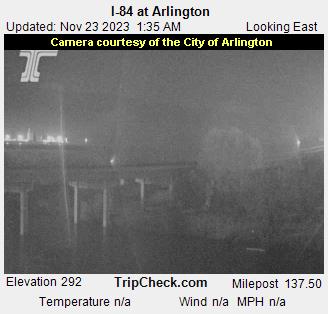 I-84 at Arlington
Updated: Nov 23 2023 1:35 AM Looking East
Camera courtesy of the City of Arlington
Elevation 292 TripCheck.com Milepost 137.50
Temperature n/a Wind n/a MPH n/a